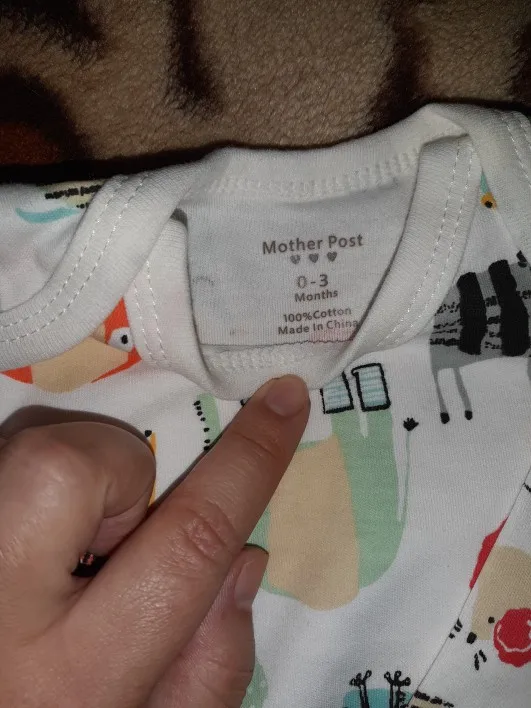 Mother Post
0-3
Months
100%Cotton
Made In China